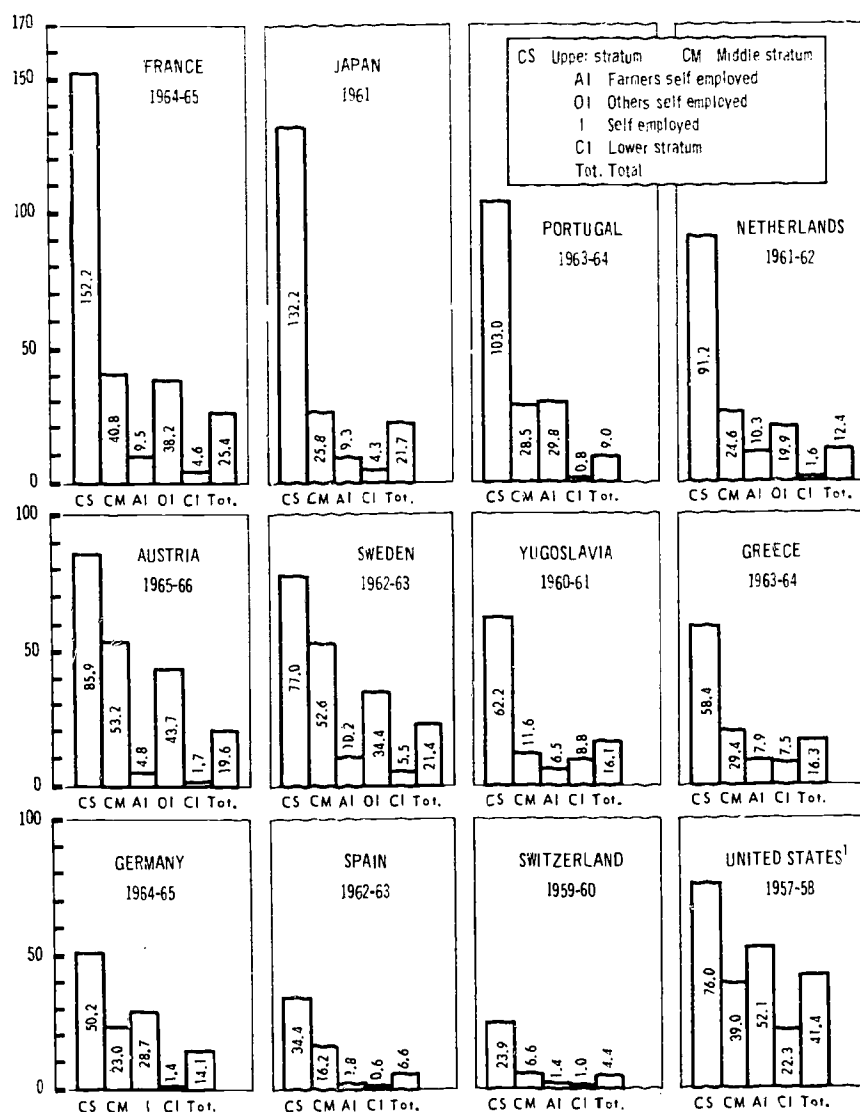 170
150
100
50
0
FRANCE
1964-65
152.2
40.8
9.5
38.2
4.6
25.4
CS CM AI OI CI Tot.
JAPAN
1961
132.2
25.8
9.3
4.3
21.7
CS CM AI CI Tot.
CS Upper stratum CM Middle stratum
AI Farmers self employed
OI Others self employed
I Self employed
CI Lower stratum
Tot. Total
PORTUGAL
1963-64
103.0
28.5
29.8
0.8
9.0
CS CM AI CI Tot.
NETHERLANDS
1961-62
91.2
24.6
10.3
19.9
1.6
12.4
CS CM AI OI CI Tot.
100
50
0
AUSTRIA
1965-66
85.9
53.2
4.8
43.7
1.7
19.6
CS CM AI OI CI Tot.
SWEDEN
1962-63
77.0
52.6
10.2
34.4
5.5
21.4
CS CM AI OI CI Tot.
YUGOSLAVIA
1960-61
62.2
11.6
6.5
8.8
16.1
CS CM AI CI Tot.
GREECE
1963-64
58.4
29.4
7.9
7.5
16.3
CS CM AI CI Tot.
100
50
0
GERMANY
1964-65
50.2
23.0
28.7
1.4
14.1
CS CM I CI Tot.
SPAIN
1962-63
34.4
16.2
2.8
0.6
6.6
CS CM AI CI Tot.
SWITZERLAND
1959-60
23.9
6.6
1.4
1.0
4.4
CS CM AI CI Tot.
UNITED STATES¹
1957-58
76.0
39.0
52.1
22.3
41.4
CS CM AI CI Tot.